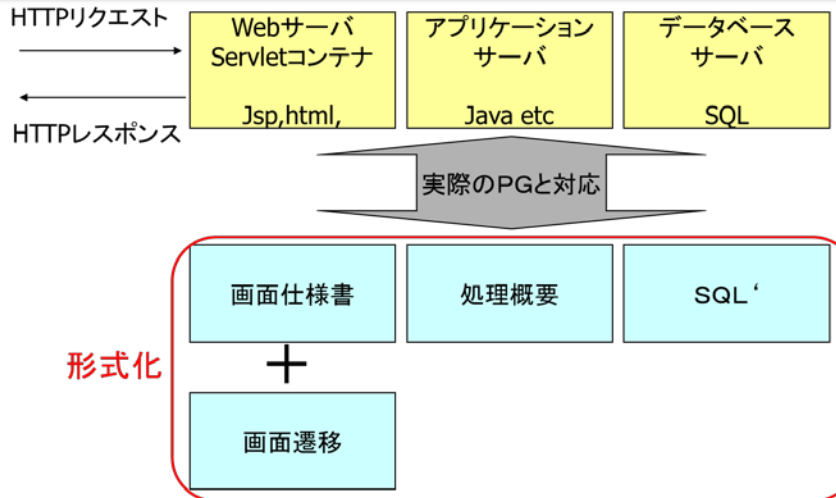 HTTPリクエスト
HTTPレスポンス
Webサーバ
Servletコンテナ
Jsp,html,
アプリケーション
サーバ
Java etc
データベース
サーバ
SQL
実際のPGと対応
形式化
画面仕様書
処理概要
SQL‘
＋
画面遷移